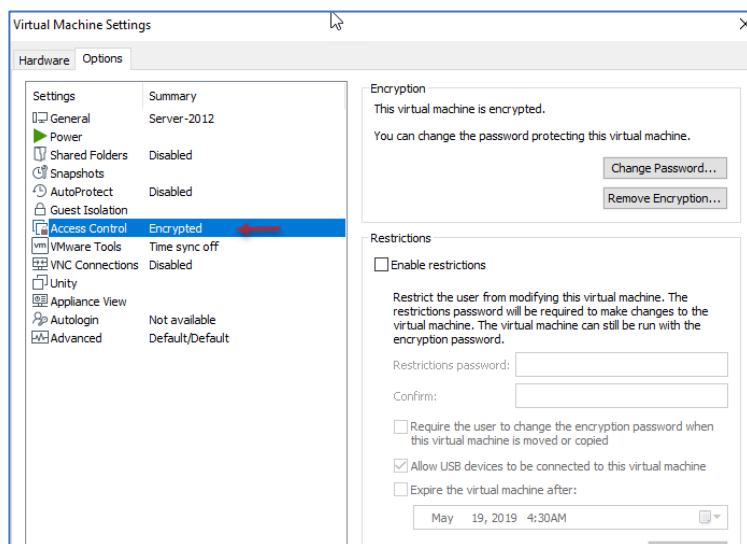 Virtual Machine Settings
Hardware Options
Settings Summary
General Server-2012
Power
Shared Folders Disabled
Snapshots
AutoProtect Disabled
Guest Isolation
Access Control Encrypted
vm VMware Tools Time sync off
VNC Connections Disabled
Unity
Appliance View
Autologin Not available
Advanced Default/Default
Encryption
This virtual machine is encrypted.
You can change the password protecting this virtual machine.
Change Password...
Remove Encryption...
Restrictions
Enable restrictions
Restrict the user from modifying this virtual machine. The
restrictions password will be required to make changes to the
virtual machine. The virtual machine can still be run with the
encryption password.
Restrictions password:
Confirm:
Require the user to change the encryption password when
this virtual machine is moved or copied
Allow USB devices to be connected to this virtual machine
Expire the virtual machine after:
May 19, 2019 4:30AM